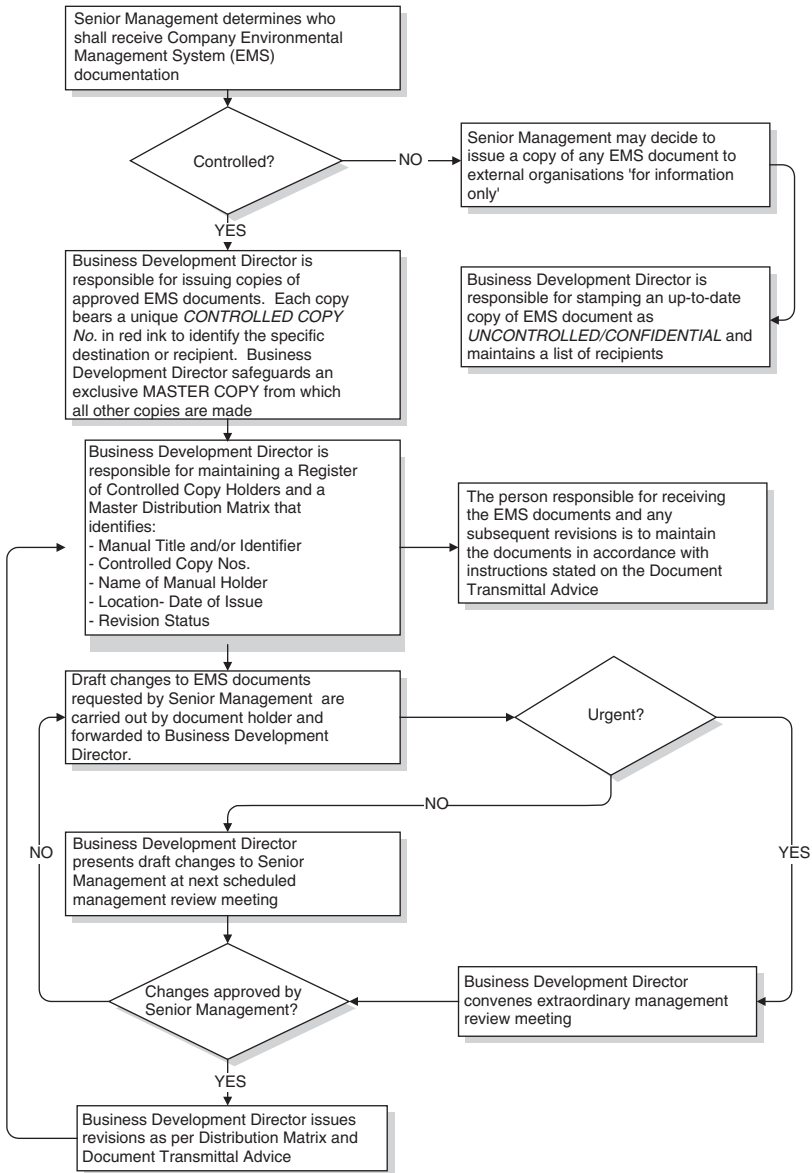 Senior Management determines who
shall receive Company Environmental
Management System (EMS)
documentation
Controlled?
NO
Senior Management may decide to
issue a copy of any EMS document to
external organisations 'for information
only'
YES
Business Development Director is
responsible for issuing copies of
approved EMS documents. Each copy
bears a unique CONTROLLED COPY
No. in red ink to identify the specific
destination or recipient. Business
Development Director safeguards an
exclusive MASTER COPY from which
all other copies are made
Business Development Director is
responsible for stamping an up-to-date
copy of EMS document as
UNCONTROLLED/CONFIDENTIAL and
maintains a list of recipients
Business Development Director is
responsible for maintaining a Register
of Controlled Copy Holders and a
Master Distribution Matrix that
identifies:
- Manual Title and/or Identifier
- Controlled Copy Nos.
- Name of Manual Holder
- Location- Date of Issue
- Revision Status
The person responsible for receiving
the EMS documents and any
subsequent revisions is to maintain
the documents in accordance with
instructions stated on the Document
Transmittal Advice
Draft changes to EMS documents
requested by Senior Management are
carried out by document holder and
forwarded to Business Development
Director.
Urgent?
NO
YES
NO
Business Development Director
presents draft changes to Senior
Management at next scheduled
management review meeting
Changes approved by
Senior Management?
Business Development Director
convenes extraordinary management
review meeting
YES
Business Development Director issues
revisions as per Distribution Matrix and
Document Transmittal Advice